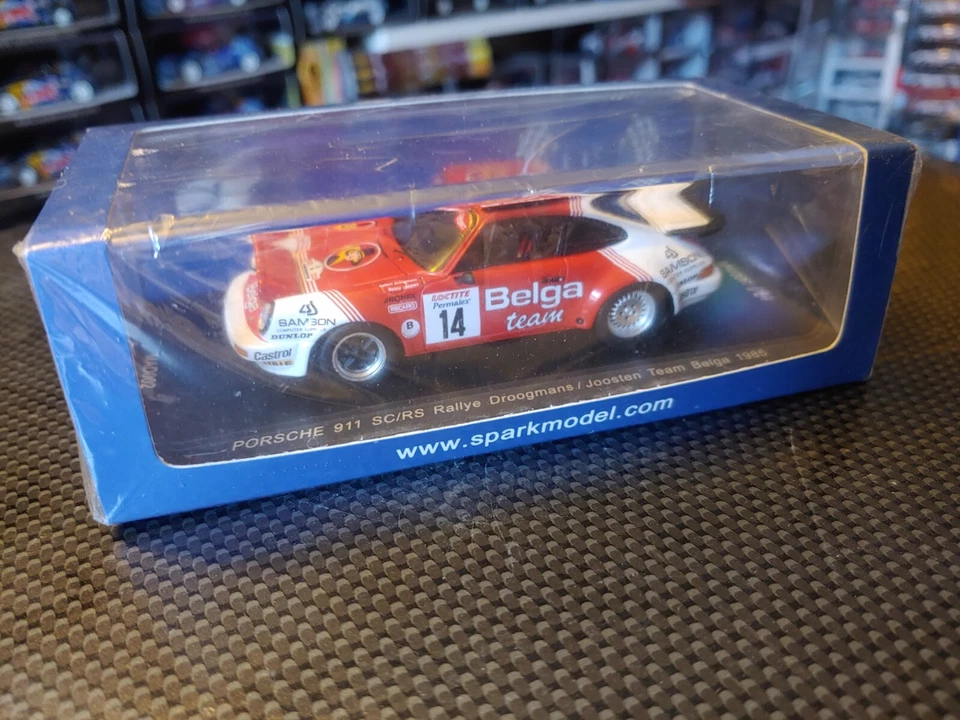 SAMSON
DUNLOP
Castrol
B
LOCTITE
Permatex
14
Belga
team
SAMSON
PORSCHE 911 SC/RS Rallye Droogmans / Joosten Team Belga 1985
www.sparkmodel.com